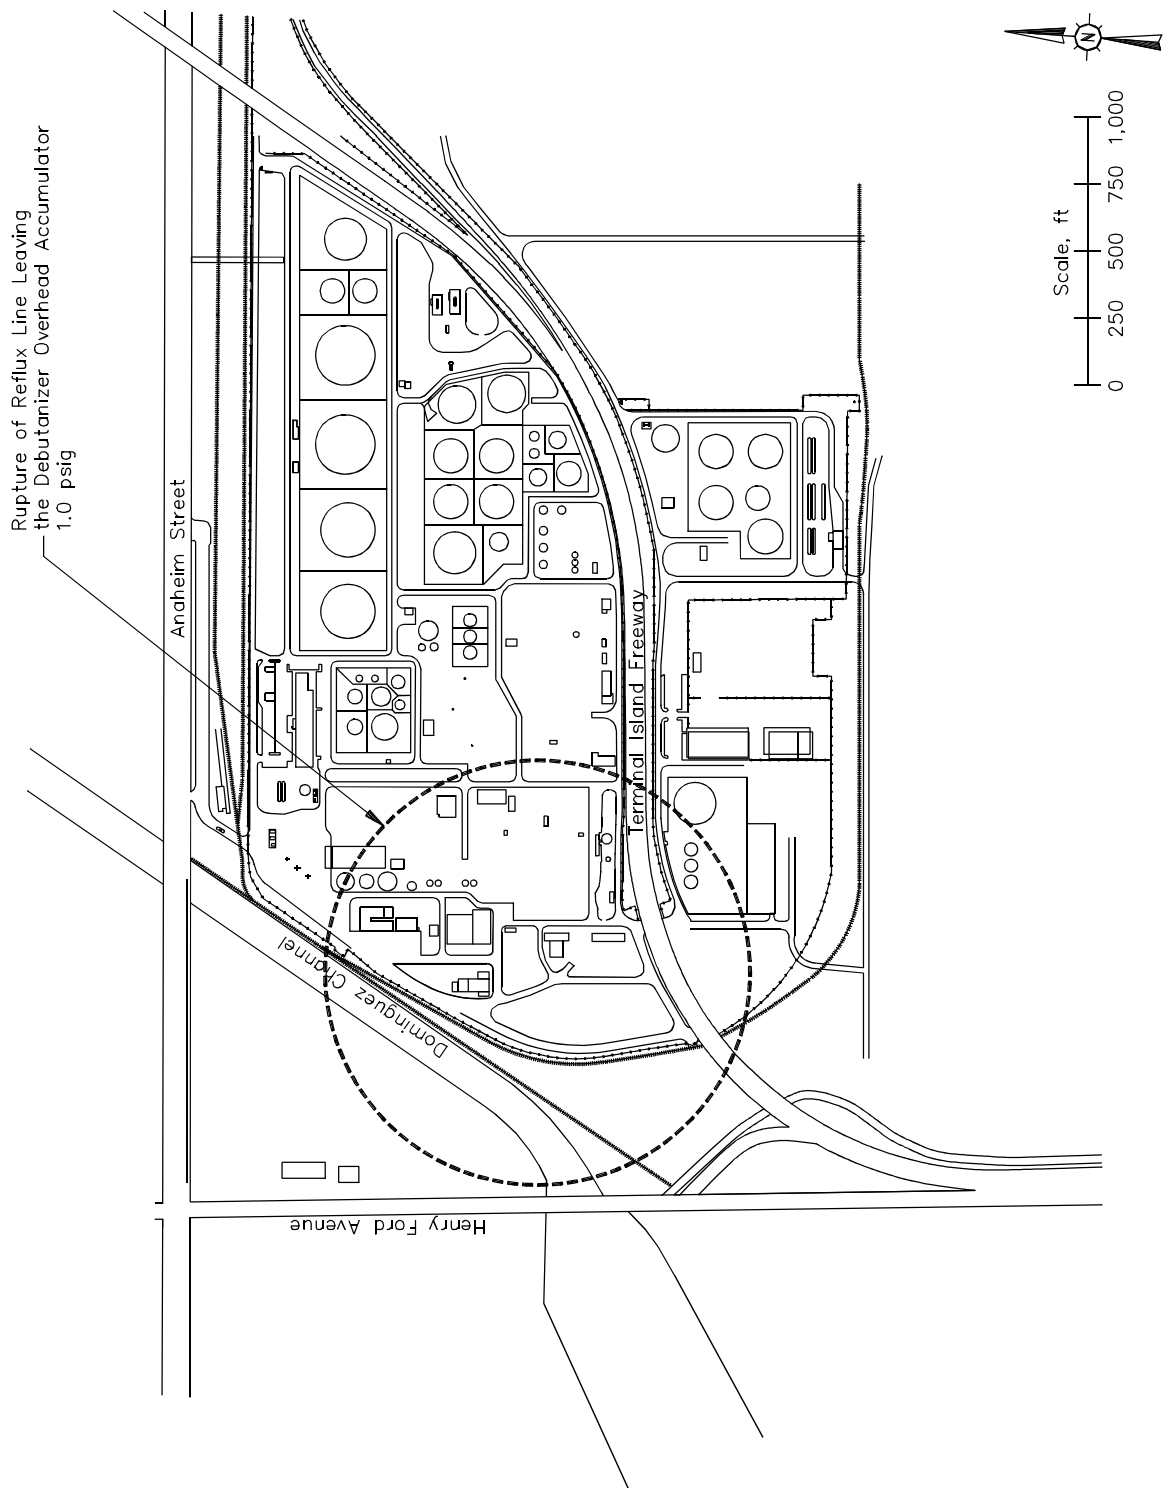 Rupture of Reflux Line Leaving
the Debutanizer Overhead Accumulator
1.0 psig
Anaheim Street
Terminal Island Freeway
Dominguez Channel
Henry Ford Avenue
N
Scale, ft
0 250 500 750 1,000